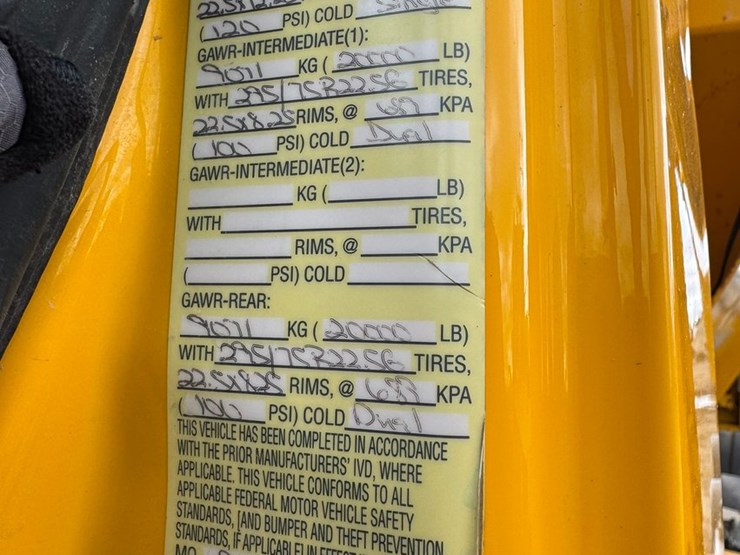 22.5X12.25
(120 PSI) COLD Single
GAWR-INTERMEDIATE(1):
9071 KG ( 20000 LB)
WITH 295/75R22.5G TIRES,
22.5X8.25 RIMS, @ 689 KPA
(100 PSI) COLD Dual
GAWR-INTERMEDIATE(2):
KG ( LB)
WITH TIRES,
RIMS, @ KPA
( PSI) COLD
GAWR-REAR:
9071 KG ( 20000 LB)
WITH 295/75R22.5G TIRES,
22.5X8.25 RIMS, @ 689 KPA
(100 PSI) COLD Dual
THIS VEHICLE HAS BEEN COMPLETED IN ACCORDANCE
WITH THE PRIOR MANUFACTURERS' IVD, WHERE
APPLICABLE. THIS VEHICLE CONFORMS TO ALL
APPLICABLE FEDERAL MOTOR VEHICLE SAFETY
STANDARDS, [AND BUMPER AND THEFT PREVENTION
STANDARDS, IF APPLICABLE] IN EFFECT
MO.